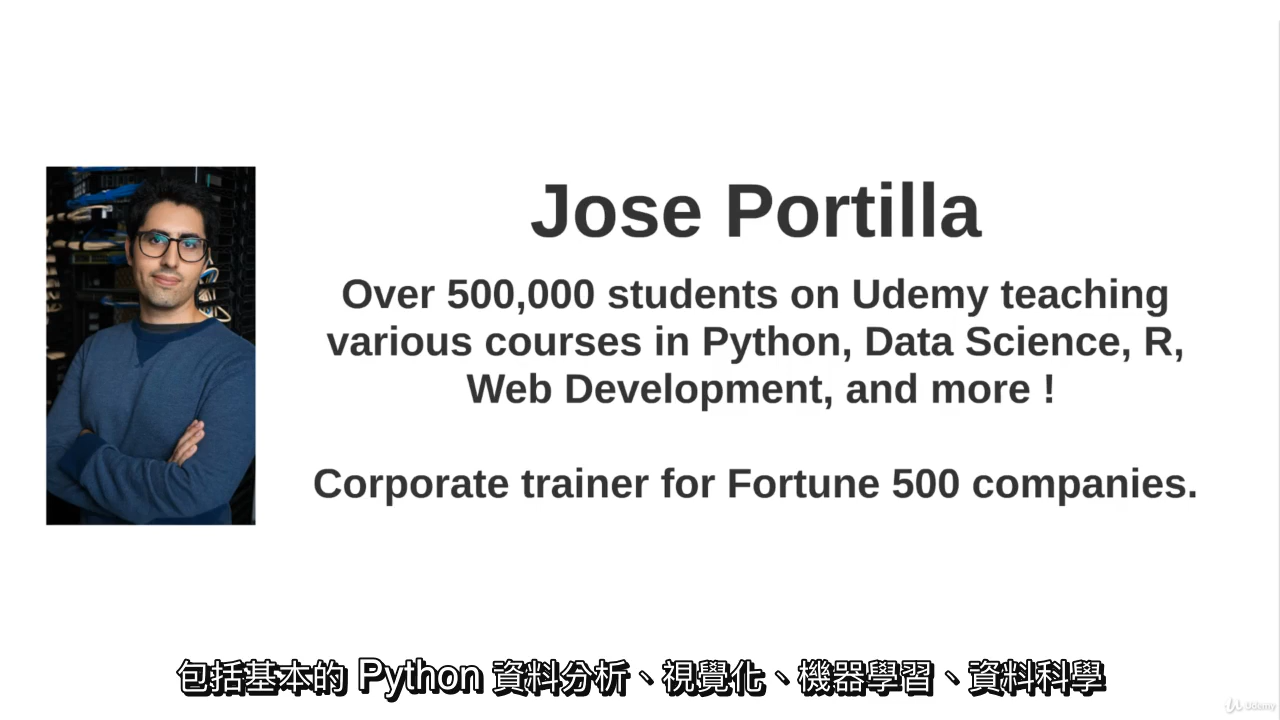 Jose Portilla
Over 500,000 students on Udemy teaching
various courses in Python, Data Science, R,
Web Development, and more !
Corporate trainer for Fortune 500 companies.
包括基本的 Python 資料分析、視覺化、機器學習、資料科學
Udemy